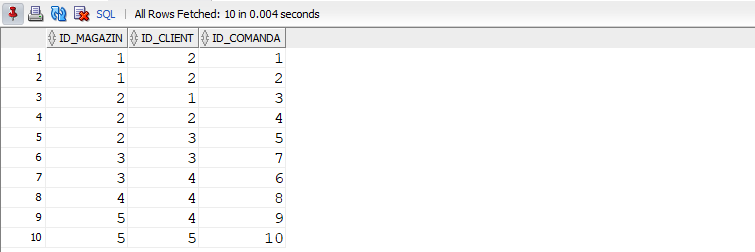 SQL | All Rows Fetched: 10 in 0.004 seconds
ID_MAGAZIN ID_CLIENT ID_COMANDA
1 1 2 1
2 1 2 2
3 2 1 3
4 2 2 4
5 2 3 5
6 3 3 7
7 3 4 6
8 4 4 8
9 5 4 9
10 5 5 10